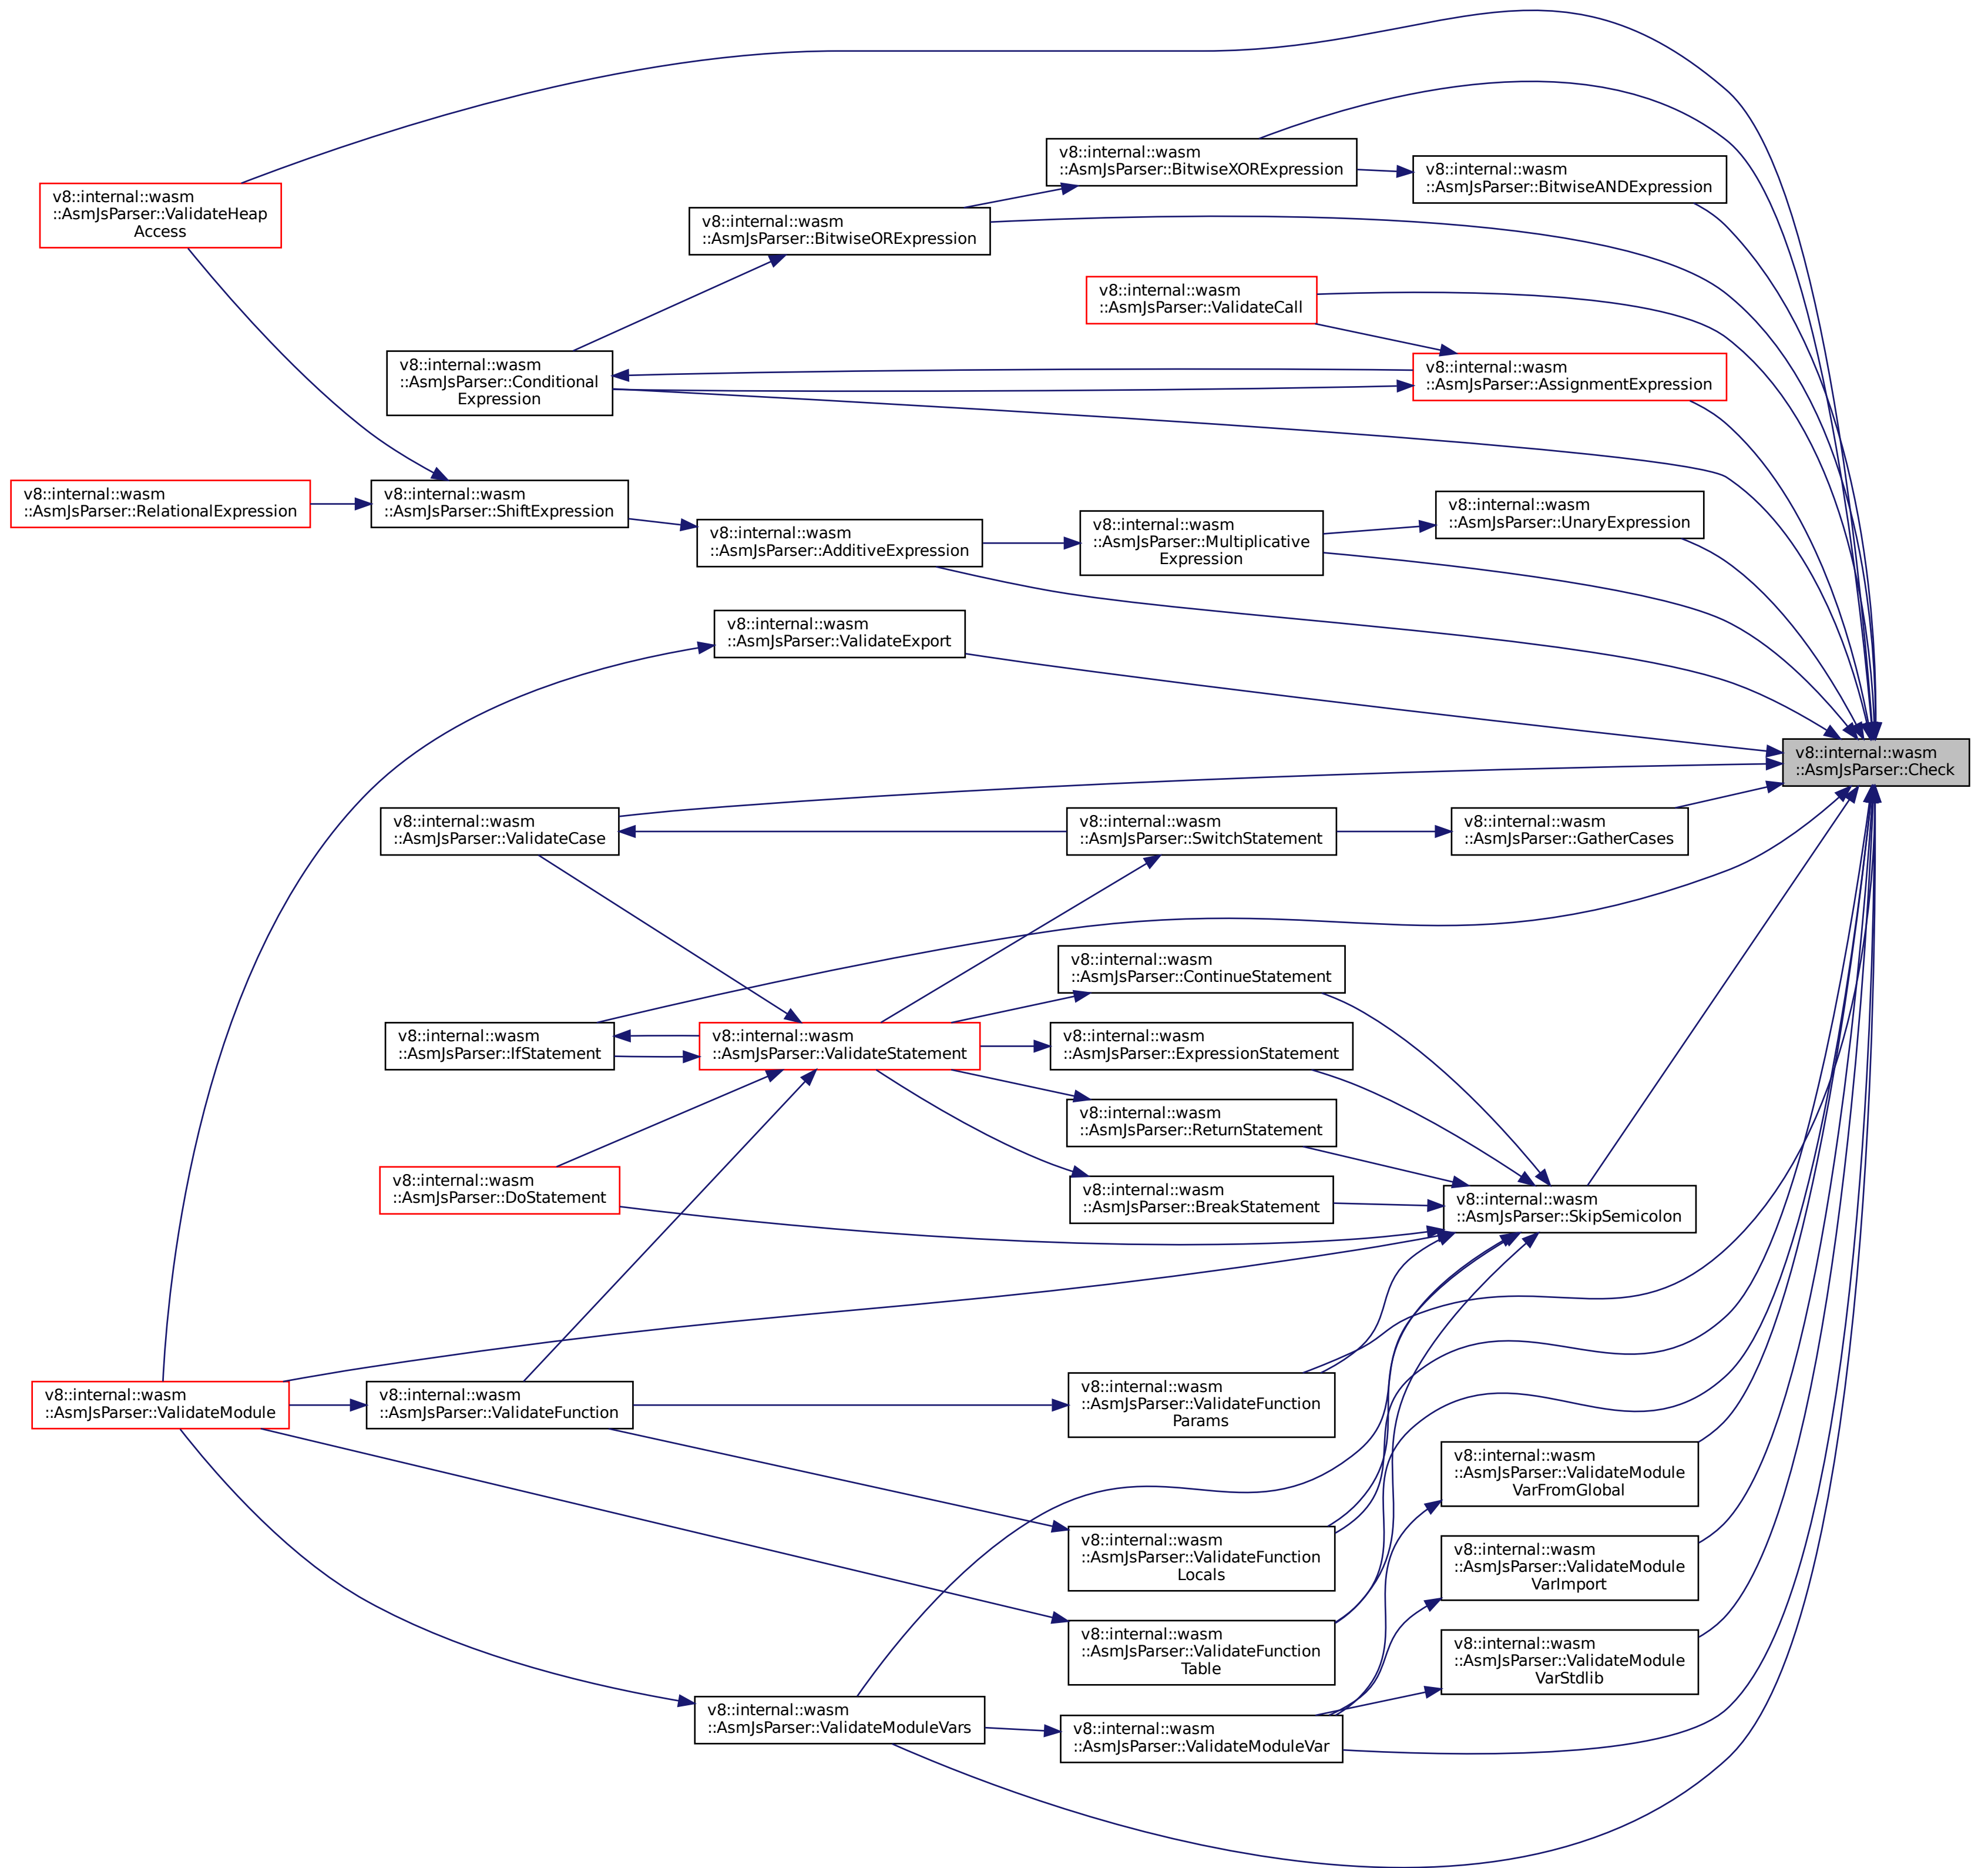 v8::internal::wasm
::AsmJsParser::BitwiseXORExpression
v8::internal::wasm
::AsmJsParser::BitwiseANDExpression
v8::internal::wasm
::AsmJsParser::ValidateHeap
Access
v8::internal::wasm
::AsmJsParser::BitwiseORExpression
v8::internal::wasm
::AsmJsParser::ValidateCall
v8::internal::wasm
::AsmJsParser::Conditional
Expression
v8::internal::wasm
::AsmJsParser::AssignmentExpression
v8::internal::wasm
::AsmJsParser::RelationalExpression
v8::internal::wasm
::AsmJsParser::ShiftExpression
v8::internal::wasm
::AsmJsParser::AdditiveExpression
v8::internal::wasm
::AsmJsParser::Multiplicative
Expression
v8::internal::wasm
::AsmJsParser::UnaryExpression
v8::internal::wasm
::AsmJsParser::ValidateExport
v8::internal::wasm
::AsmJsParser::Check
v8::internal::wasm
::AsmJsParser::ValidateCase
v8::internal::wasm
::AsmJsParser::SwitchStatement
v8::internal::wasm
::AsmJsParser::GatherCases
v8::internal::wasm
::AsmJsParser::ContinueStatement
v8::internal::wasm
::AsmJsParser::IfStatement
v8::internal::wasm
::AsmJsParser::ValidateStatement
v8::internal::wasm
::AsmJsParser::ExpressionStatement
v8::internal::wasm
::AsmJsParser::ReturnStatement
v8::internal::wasm
::AsmJsParser::DoStatement
v8::internal::wasm
::AsmJsParser::BreakStatement
v8::internal::wasm
::AsmJsParser::SkipSemicolon
v8::internal::wasm
::AsmJsParser::ValidateModule
v8::internal::wasm
::AsmJsParser::ValidateFunction
v8::internal::wasm
::AsmJsParser::ValidateFunction
Params
v8::internal::wasm
::AsmJsParser::ValidateModule
VarFromGlobal
v8::internal::wasm
::AsmJsParser::ValidateFunction
Locals
v8::internal::wasm
::AsmJsParser::ValidateModule
VarImport
v8::internal::wasm
::AsmJsParser::ValidateFunction
Table
v8::internal::wasm
::AsmJsParser::ValidateModule
VarStdlib
v8::internal::wasm
::AsmJsParser::ValidateModuleVars
v8::internal::wasm
::AsmJsParser::ValidateModuleVar